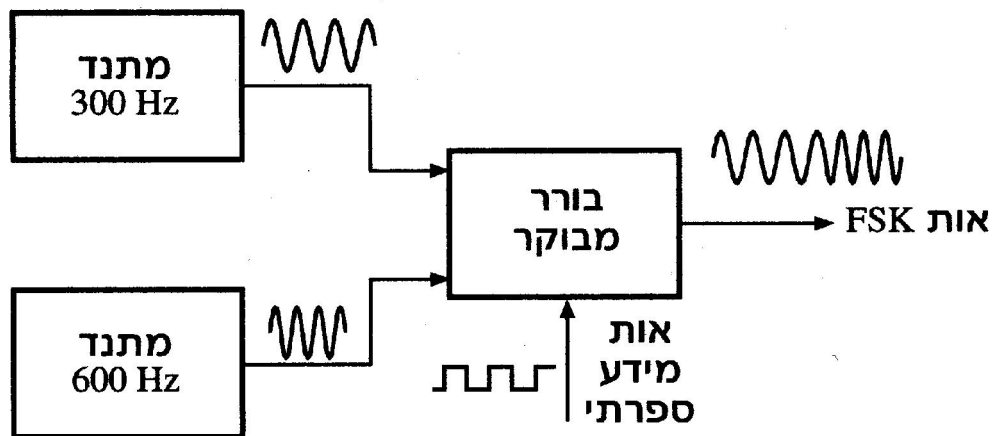 מתנד
300 Hz
בורר
מבוקר
אות FSK
מתנד
600 Hz
אות
מידע
ספרתי